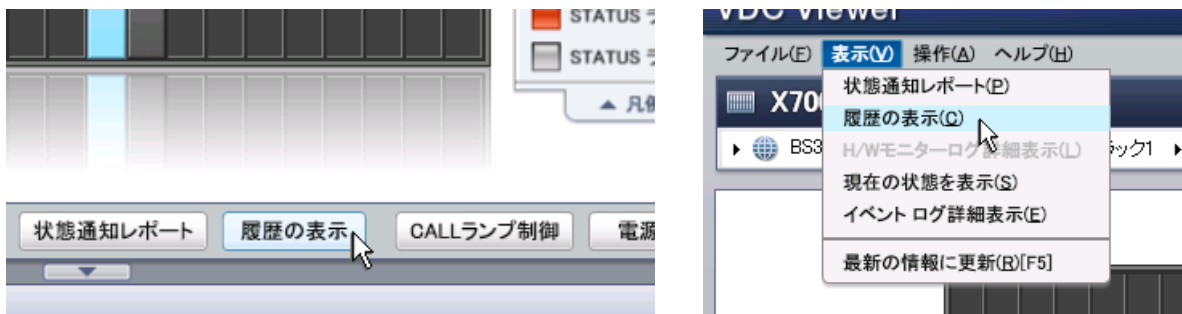 STATUS ラ
STATUS ラ
▲ 凡例
状態通知レポート 履歴の表示 CALLランプ制御 電源
VDC Viewer
ファイル(F) 表示(V) 操作(A) ヘルプ(H)
X70
状態通知レポート(P)
履歴の表示(C)
BS3 ラック1
H/Wモニターログ詳細表示(L)
現在の状態を表示(S)
イベント ログ詳細表示(E)
最新の情報に更新(R)[F5]